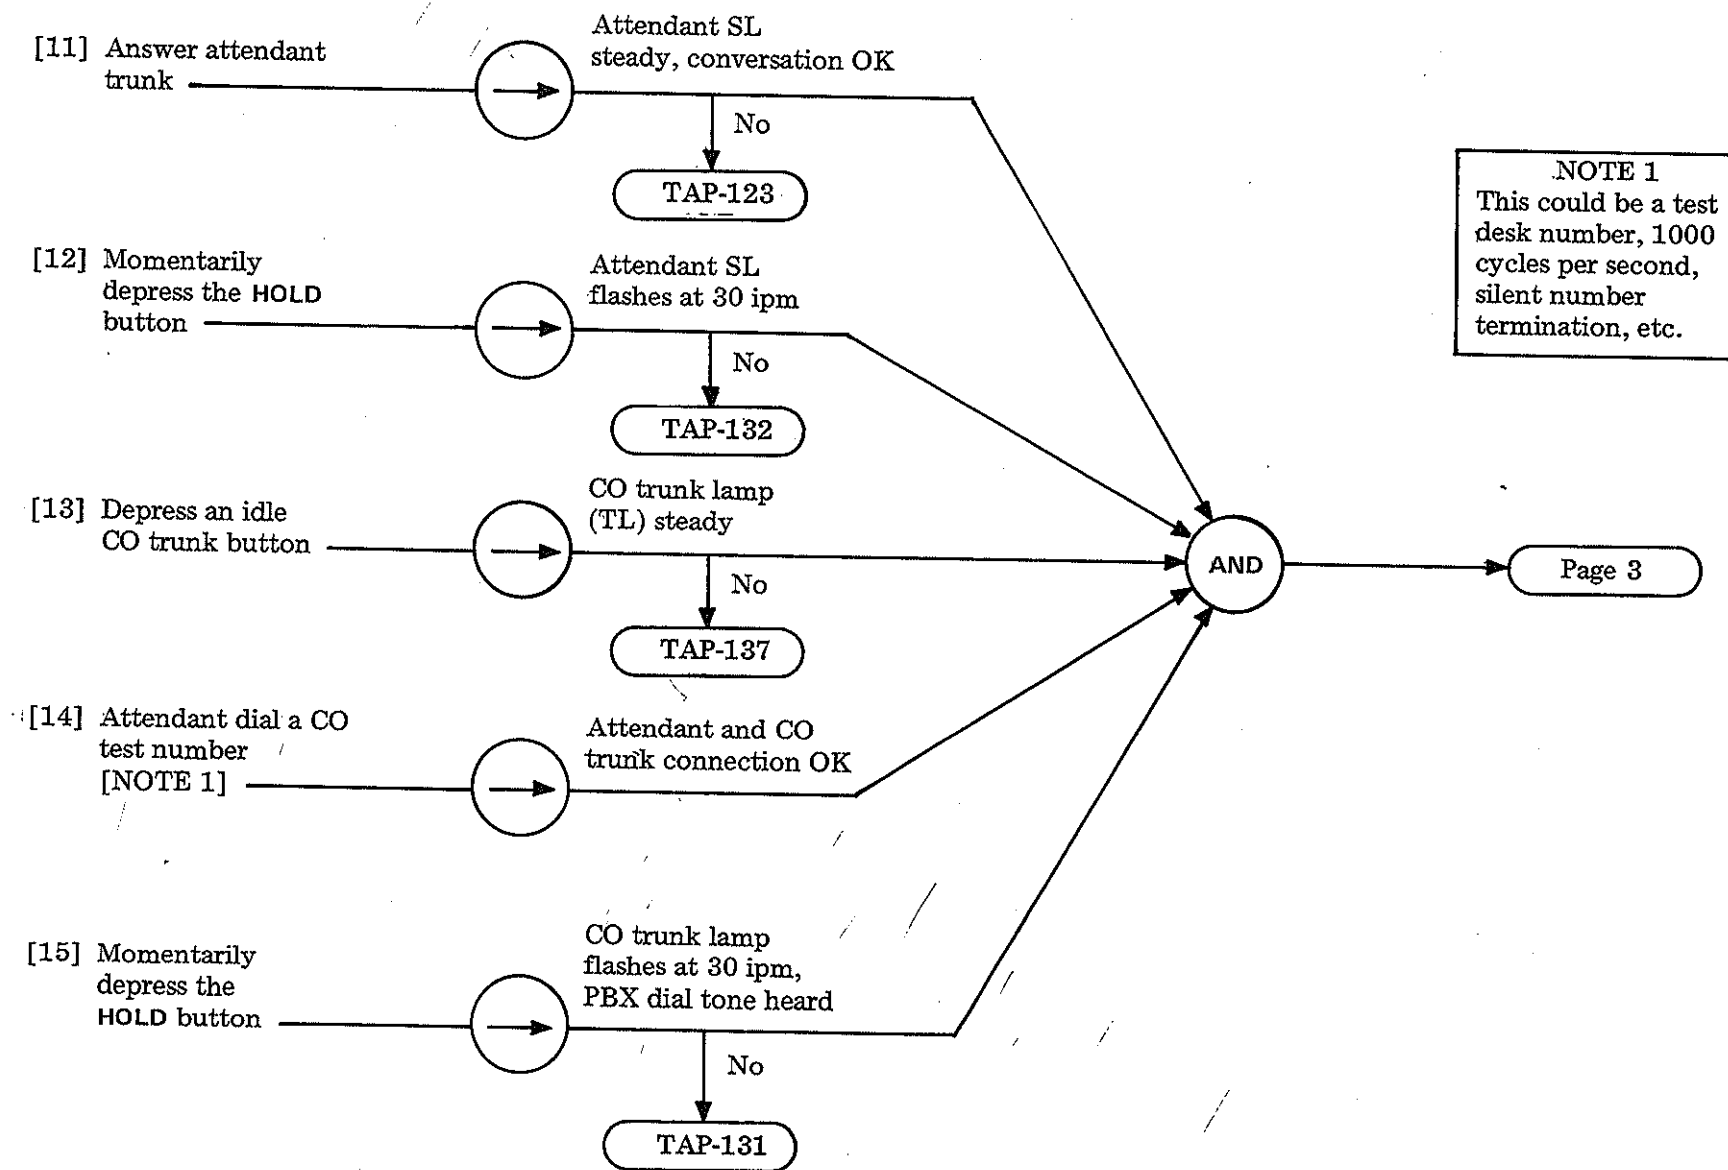 [11] Answer attendant
trunk
Attendant SL
steady, conversation OK
No
TAP-123
NOTE 1
This could be a test
desk number, 1000
cycles per second,
silent number
termination, etc.
[12] Momentarily
depress the HOLD
button
Attendant SL
flashes at 30 ipm
No
TAP-132
[13] Depress an idle
CO trunk button
CO trunk lamp
(TL) steady
No
TAP-137
AND
Page 3
[14] Attendant dial a CO
test number
[NOTE 1]
Attendant and CO
trunk connection OK
[15] Momentarily
depress the
HOLD button
CO trunk lamp
flashes at 30 ipm,
PBX dial tone heard
No
TAP-131